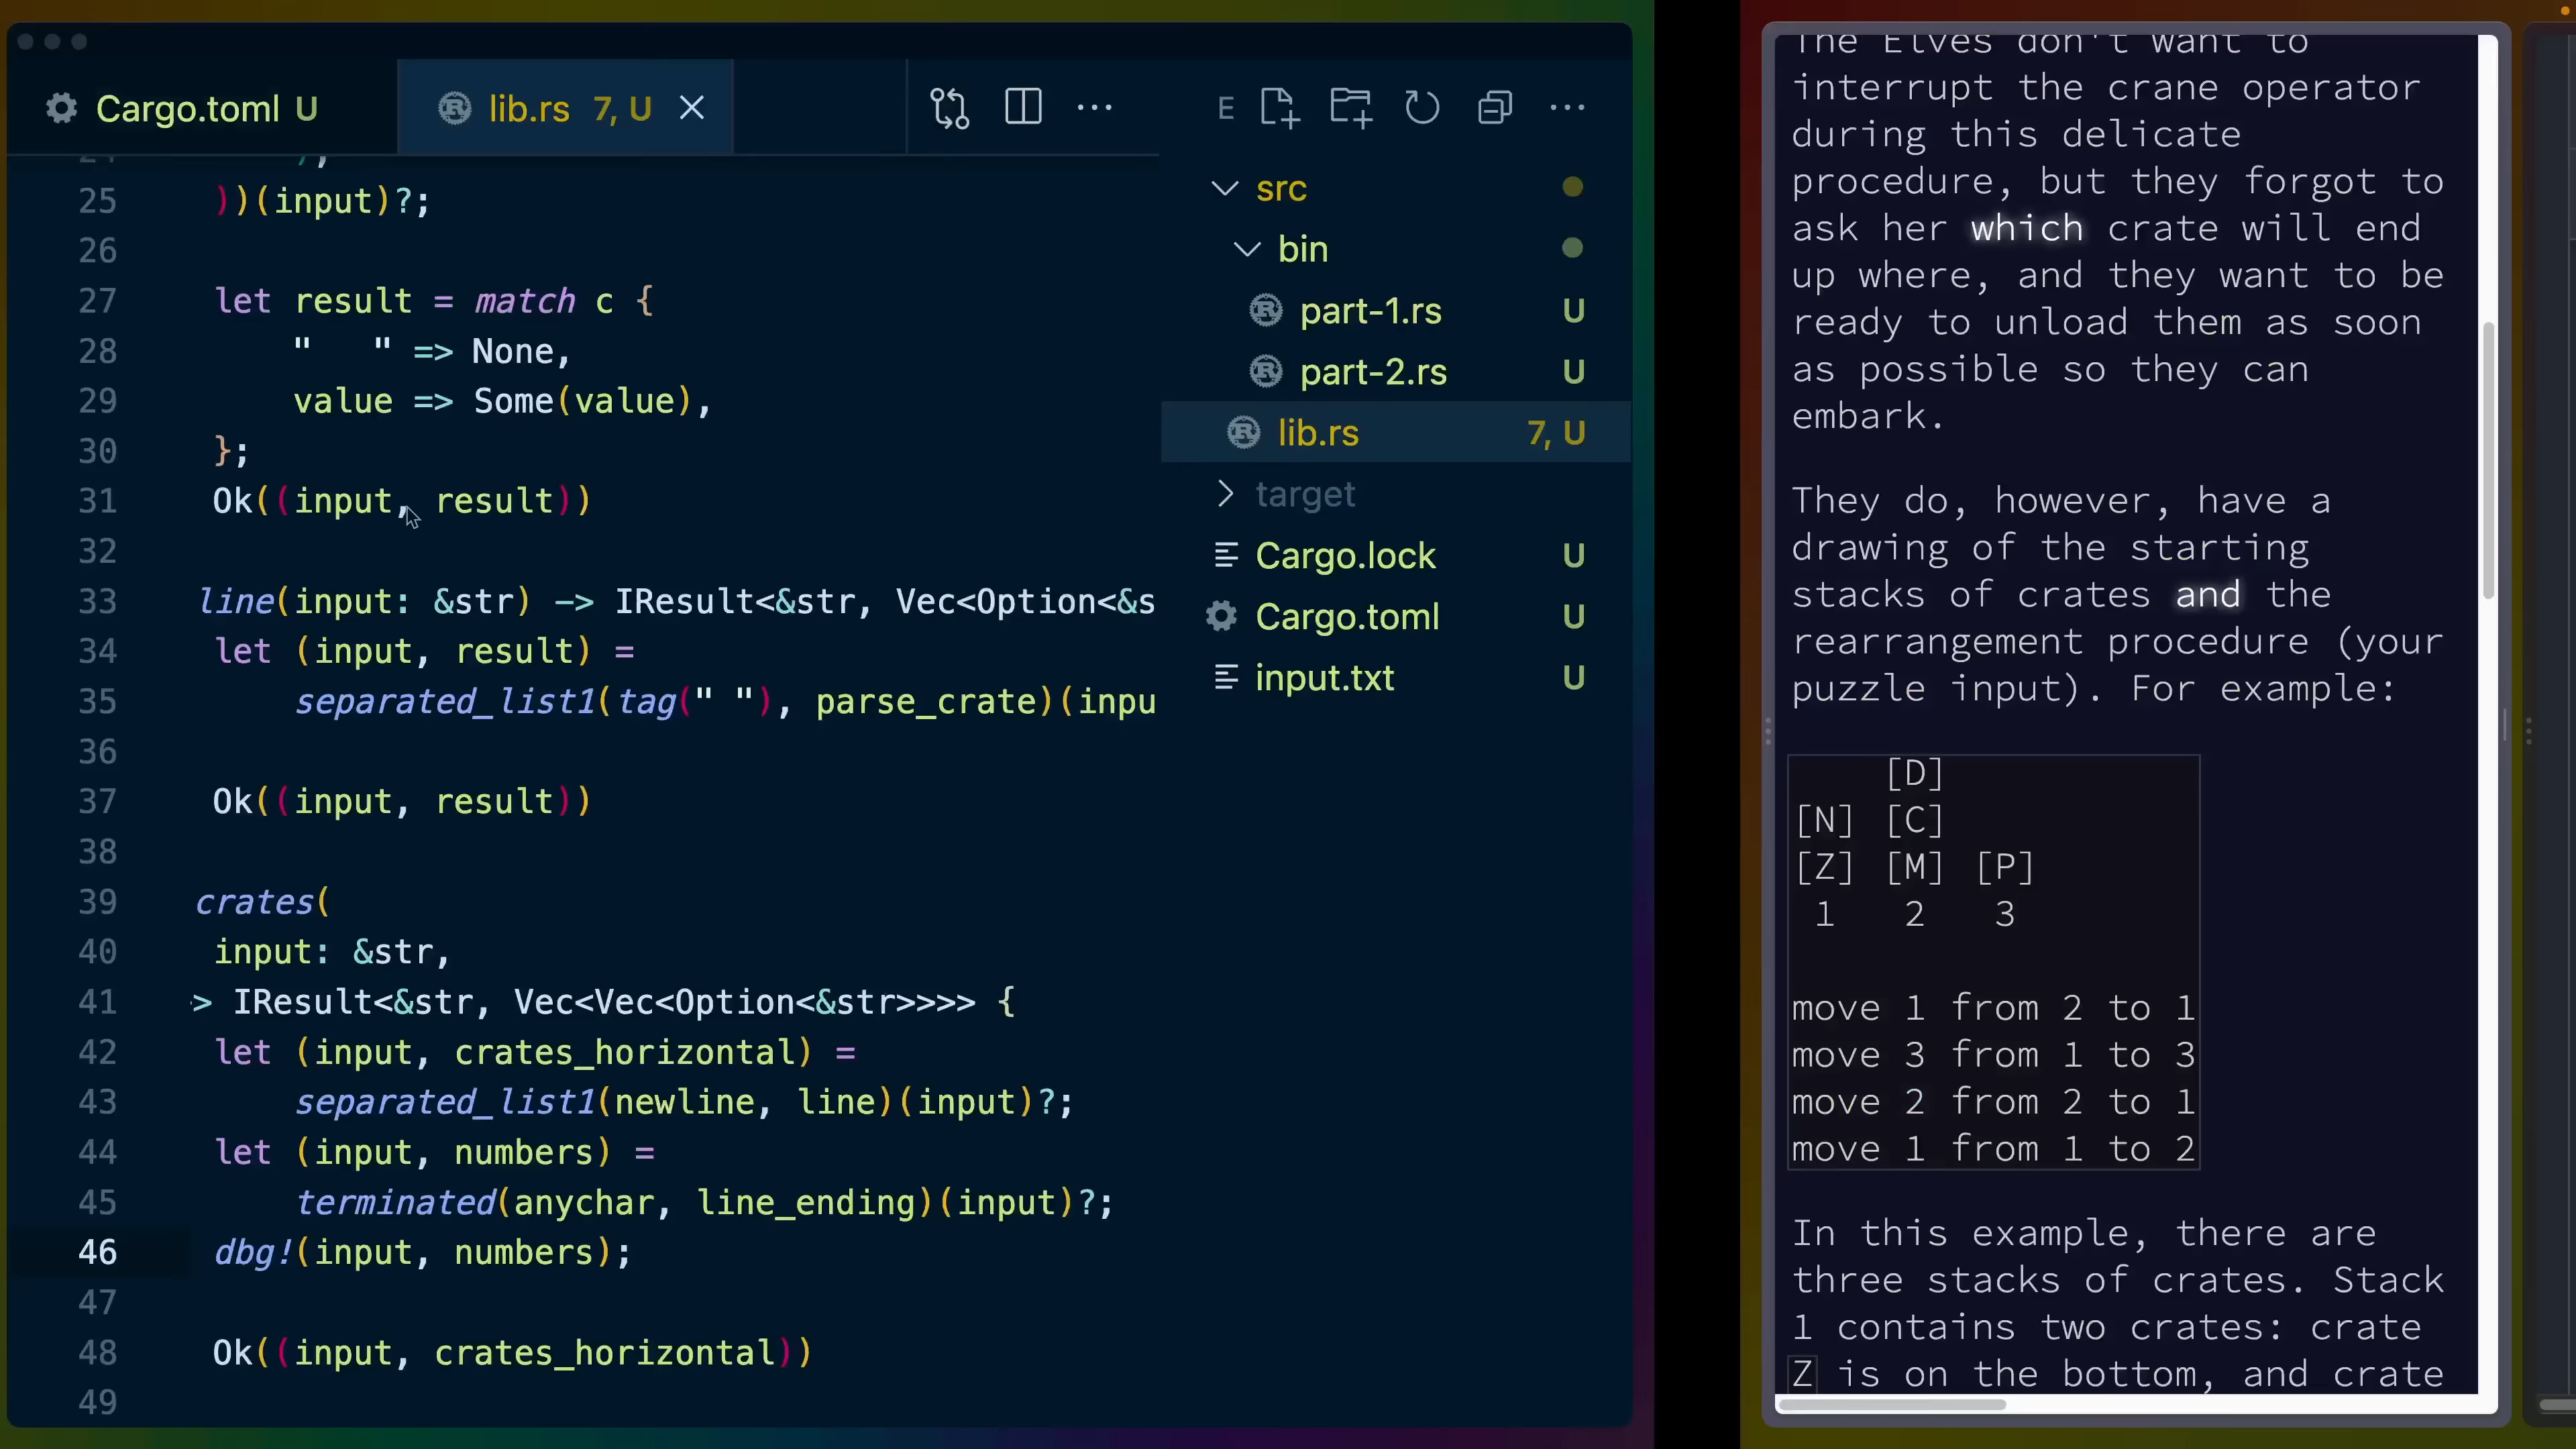 Cargo.toml U
lib.rs 7, U
E
25 ))(input)?;
26
27 let result = match c {
28 "   " => None,
29 value => Some(value),
30 };
31 Ok((input, result))
32
33 line(input: &str) -> IResult<&str, Vec<Option<&s
34 let (input, result) =
35 separated_list1(tag(" "), parse_crate)(inpu
36
37 Ok((input, result))
38
39 crates(
40 input: &str,
41 > IResult<&str, Vec<Vec<Option<&str>>>> {
42 let (input, crates_horizontal) =
43 separated_list1(newline, line)(input)?;
44 let (input, numbers) =
45 terminated(anychar, line_ending)(input)?;
46 dbg!(input, numbers);
47
48 Ok((input, crates_horizontal))
49
src
bin
part-1.rs U
part-2.rs U
lib.rs 7, U
target
Cargo.lock U
Cargo.toml U
input.txt U
The Elves don't want to
interrupt the crane operator
during this delicate
procedure, but they forgot to
ask her which crate will end
up where, and they want to be
ready to unload them as soon
as possible so they can
embark.
They do, however, have a
drawing of the starting
stacks of crates and the
rearrangement procedure (your
puzzle input). For example:
    [D]
[N] [C]
[Z] [M] [P]
 1   2   3
move 1 from 2 to 1
move 3 from 1 to 3
move 2 from 2 to 1
move 1 from 1 to 2
In this example, there are
three stacks of crates. Stack
1 contains two crates: crate
Z is on the bottom, and crate